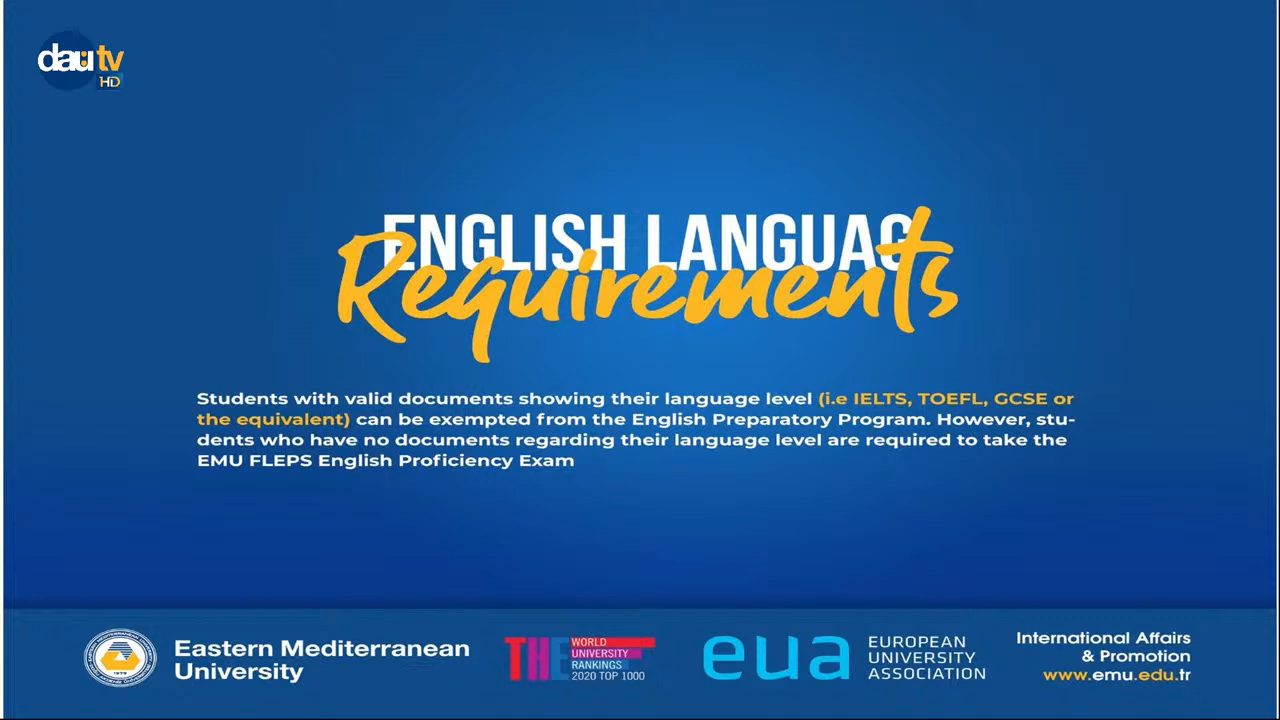 daü tv
HD
ENGLISH LANGUAG
Requirements
Students with valid documents showing their language level (i.e IELTS, TOEFL, GCSE or
the equivalent) can be exempted from the English Preparatory Program. However, stu-
dents who have no documents regarding their language level are required to take the
EMU FLEPS English Proficiency Exam
Eastern Mediterranean
University
THE
WORLD
UNIVERSITY
RANKINGS
2020 TOP 1000
eua
EUROPEAN
UNIVERSITY
ASSOCIATION
International Affairs
& Promotion
www.emu.edu.tr